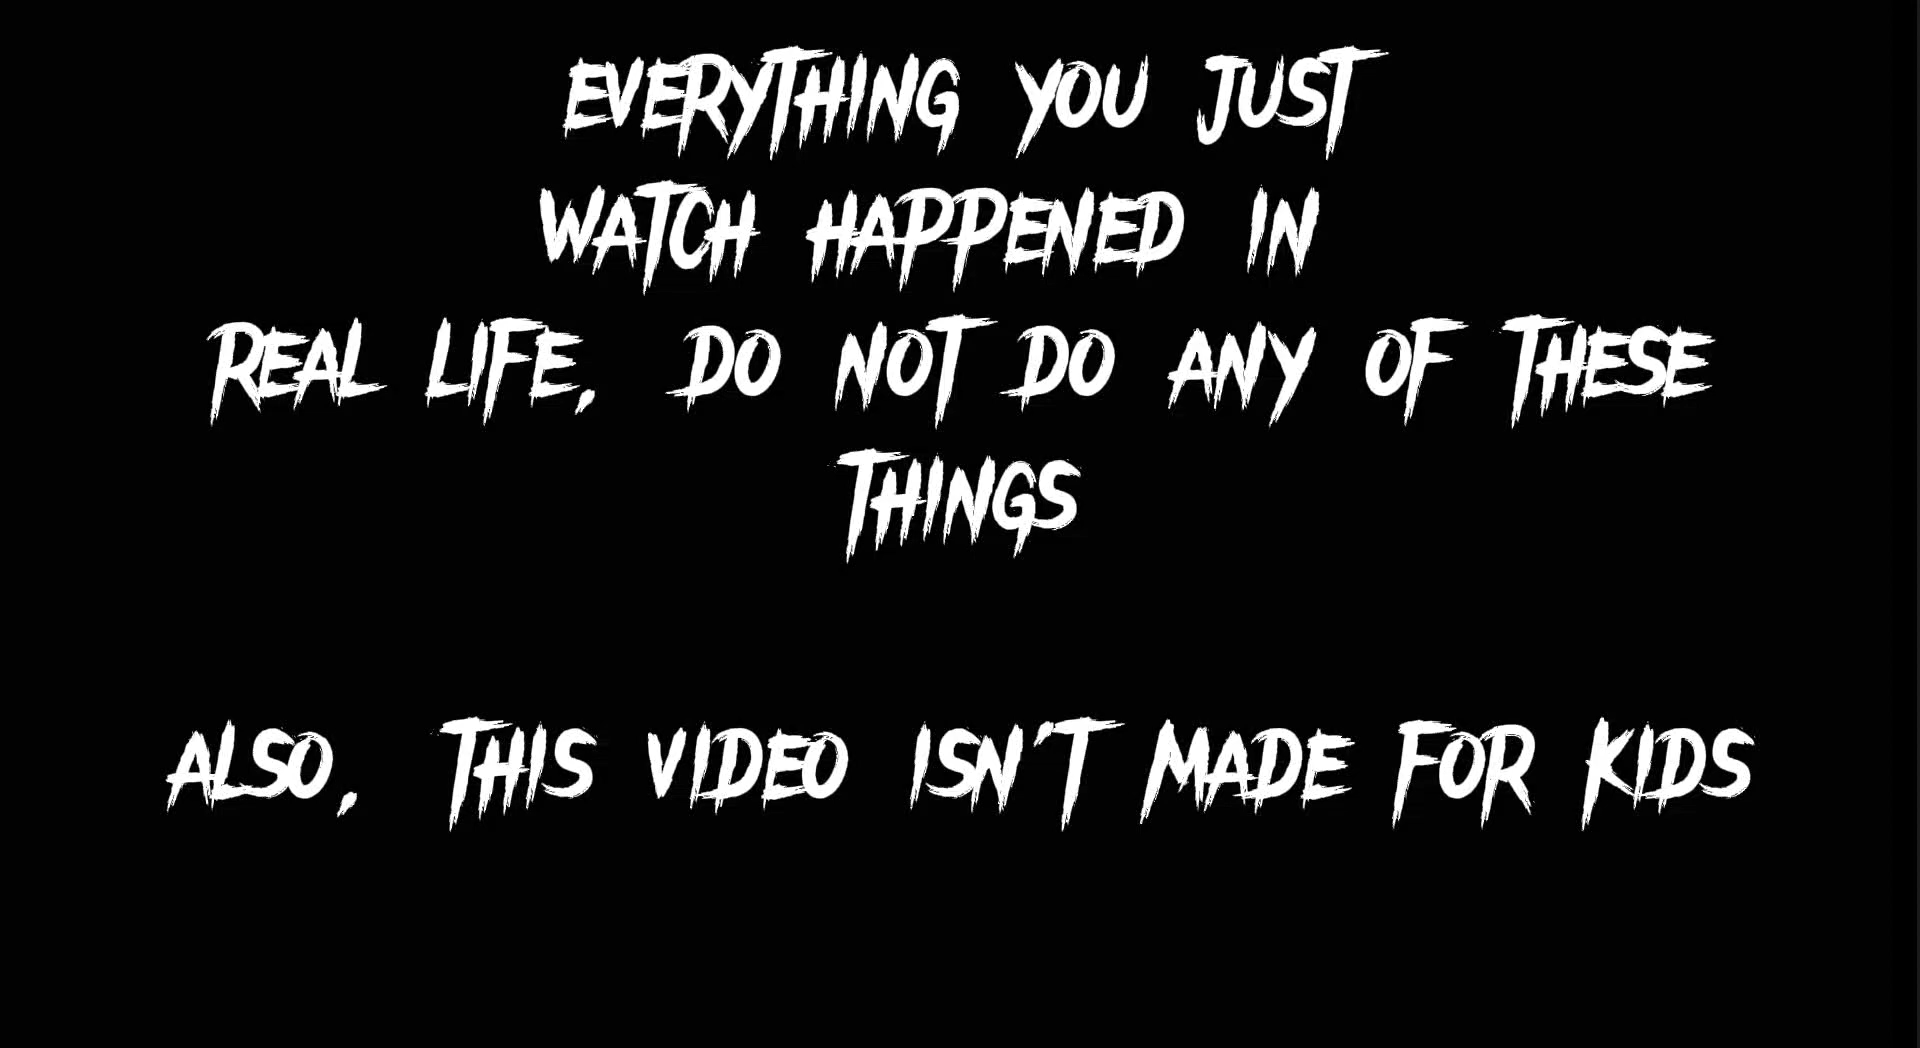 EVERYTHING YOU JUST
WATCH HAPPENED IN
REAL LIFE, DO NOT DO ANY OF THESE
THINGS
ALSO, THIS VIDEO ISN'T MADE FOR KIDS